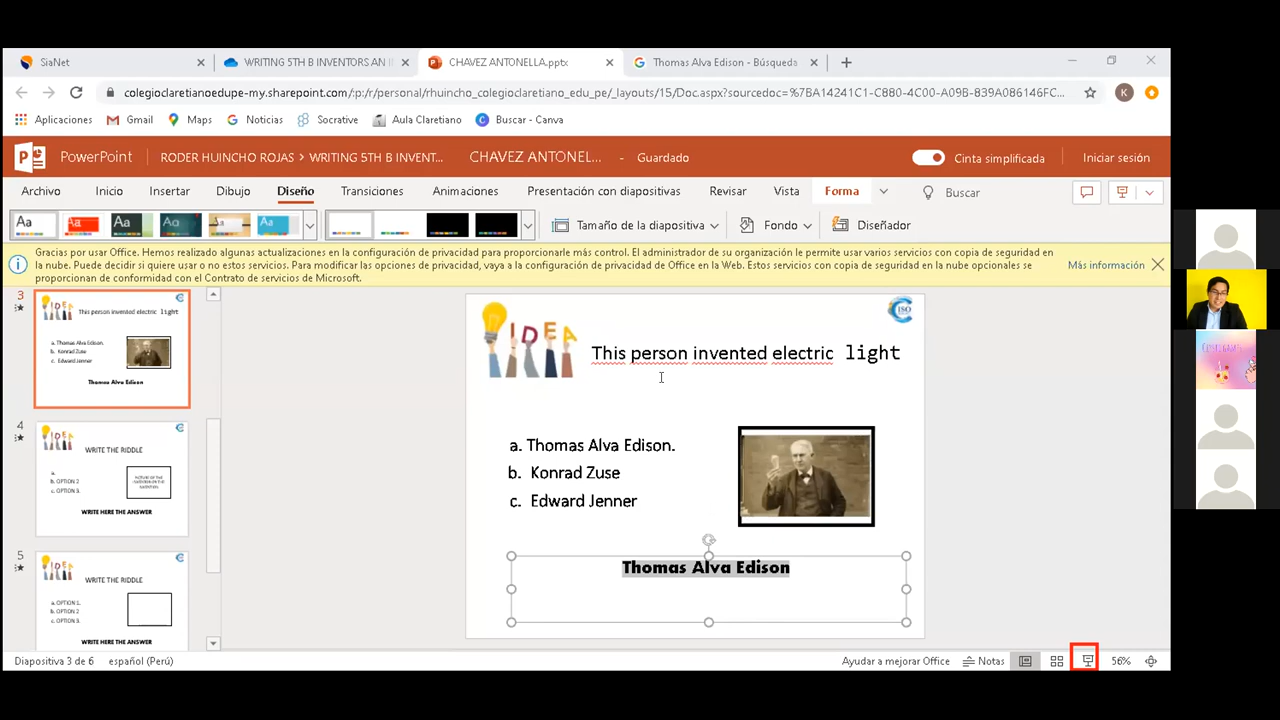 SiaNet
WRITING 5TH B INVENTORS AN I
CHAVEZ ANTONELLA.pptx
Thomas Alva Edison - Búsqueda
colegioclaretianoedupe-my.sharepoint.com/:p:/r/personal/rhuincho_colegioclaretiano_edu_pe/_layouts/15/Doc.aspx?sourcedoc=%7BA14241C1-C880-4C00-A09B-839A086146FC...
K
Aplicaciones Gmail Maps Noticias Socrative Aula Claretiano Buscar - Canva
PowerPoint RODER HUINCHO ROJAS > WRITING 5TH B INVENT... CHAVEZ ANTONEL... - Guardado Cinta simplificada Iniciar sesión
Archivo Inicio Insertar Dibujo Diseño Transiciones Animaciones Presentación con diapositivas Revisar Vista Forma Buscar
Aa Aa Aa Aa Aa Aa Tamaño de la diapositiva Fondo Diseñador
Gracias por usar Office. Hemos realizado algunas actualizaciones en la configuración de privacidad para proporcionarle más control. El administrador de su organización le permite usar varios servicios con copia de seguridad en
la nube. Puede decidir si quiere usar o no estos servicios. Para modificar las opciones de privacidad, vaya a la configuración de privacidad de Office en la Web. Estos servicios con copia de seguridad en la nube opcionales se
proporcionan de conformidad con el Contrato de servicios de Microsoft.
Más información
3
IDEA
This person invented electric light
a. Thomas Alva Edison.
b. Konrad Zuse
c. Edward Jenner
Thomas Alva Edison
4
IDEA
WRITE THE RIDDLE
a.
b. OPTION 2
c. OPTION 3.
WRITE HERE THE ANSWER
5
IDEA
WRITE THE RIDDLE
a. OPTION 1.
b. OPTION 2
c. OPTION 3.
WRITE HERE THE ANSWER
IDEA
ISO
This person invented electric light
a. Thomas Alva Edison.
b. Konrad Zuse
c. Edward Jenner
Thomas Alva Edison
Diapositiva 3 de 6 español (Perú) Ayudar a mejorar Office Notas 56%